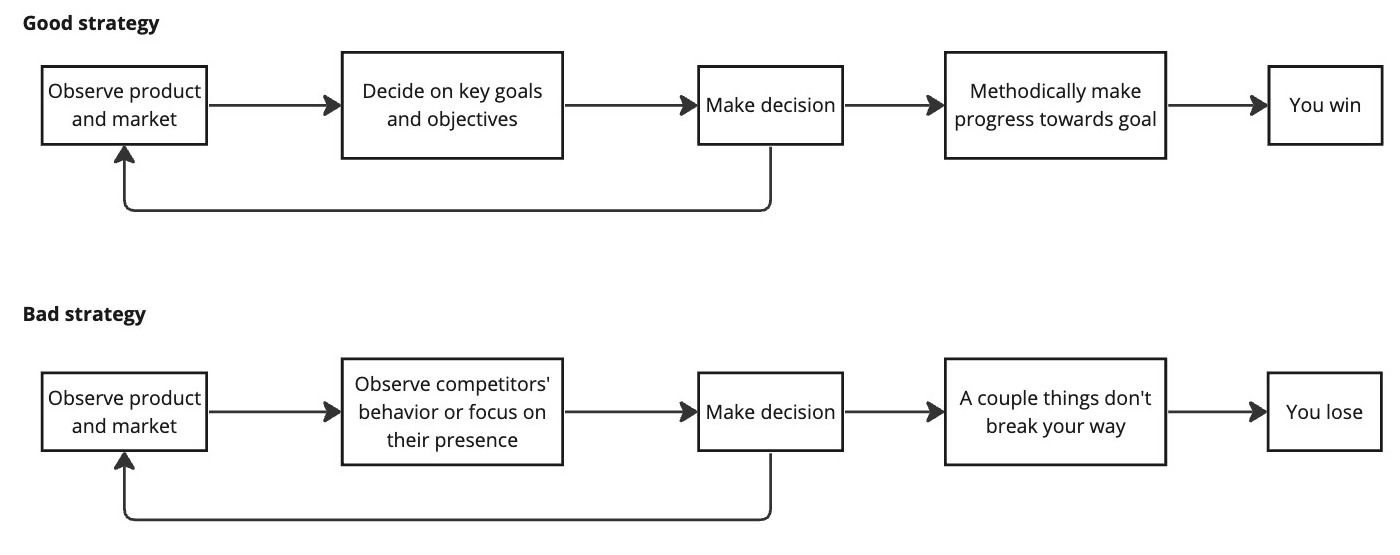 Good strategy
Observe product
and market
Decide on key goals
and objectives
Make decision
Methodically make
progress towards goal
You win
Bad strategy
Observe product
and market
Observe competitors'
behavior or focus on
their presence
Make decision
A couple things don't
break your way
You lose